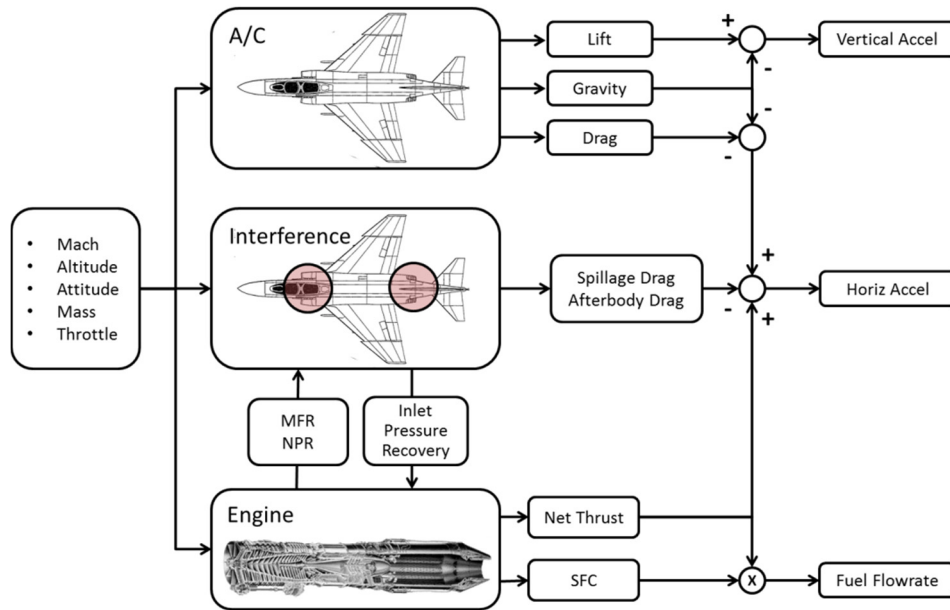 A/C
Lift
+
Vertical Accel
-
Gravity
-
Drag
-
• Mach
• Altitude
• Attitude
• Mass
• Throttle
Interference
Spillage Drag
Afterbody Drag
+
-
+
Horiz Accel
MFR
NPR
Inlet
Pressure
Recovery
Engine
Net Thrust
SFC
X
Fuel Flowrate